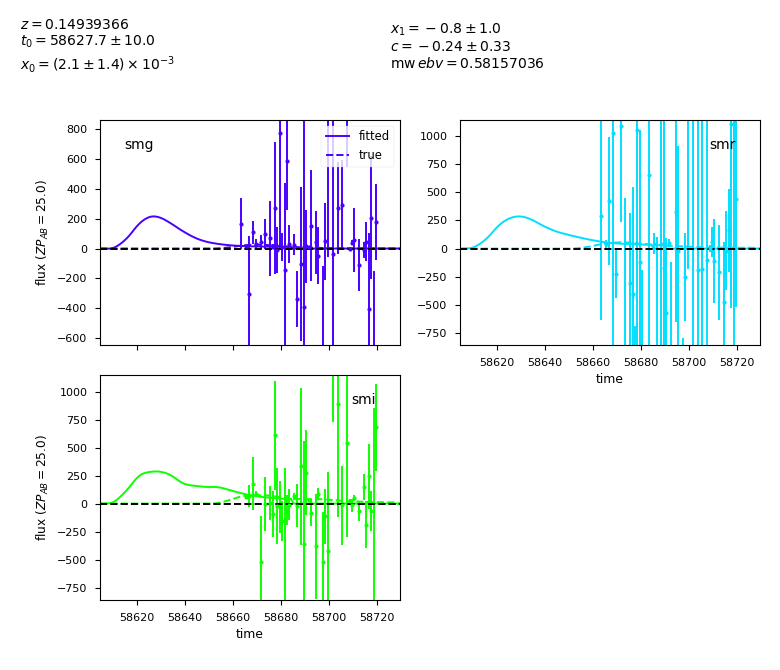 z = 0.14939366
t₀ = 58627.7 ± 10.0
x₀ = (2.1 ± 1.4) × 10⁻³
x₁ = −0.8 ± 1.0
c = −0.24 ± 0.33
mw ebv = 0.58157036
800
600
400
200
0
−200
−400
−600
flux (ZP_AB = 25.0)
smg
fitted
true
1000
750
500
250
0
−250
−500
−750
smr
58620 58640 58660 58680 58700 58720
time
1000
750
500
250
0
−250
−500
−750
flux (ZP_AB = 25.0)
smi
58620 58640 58660 58680 58700 58720
time